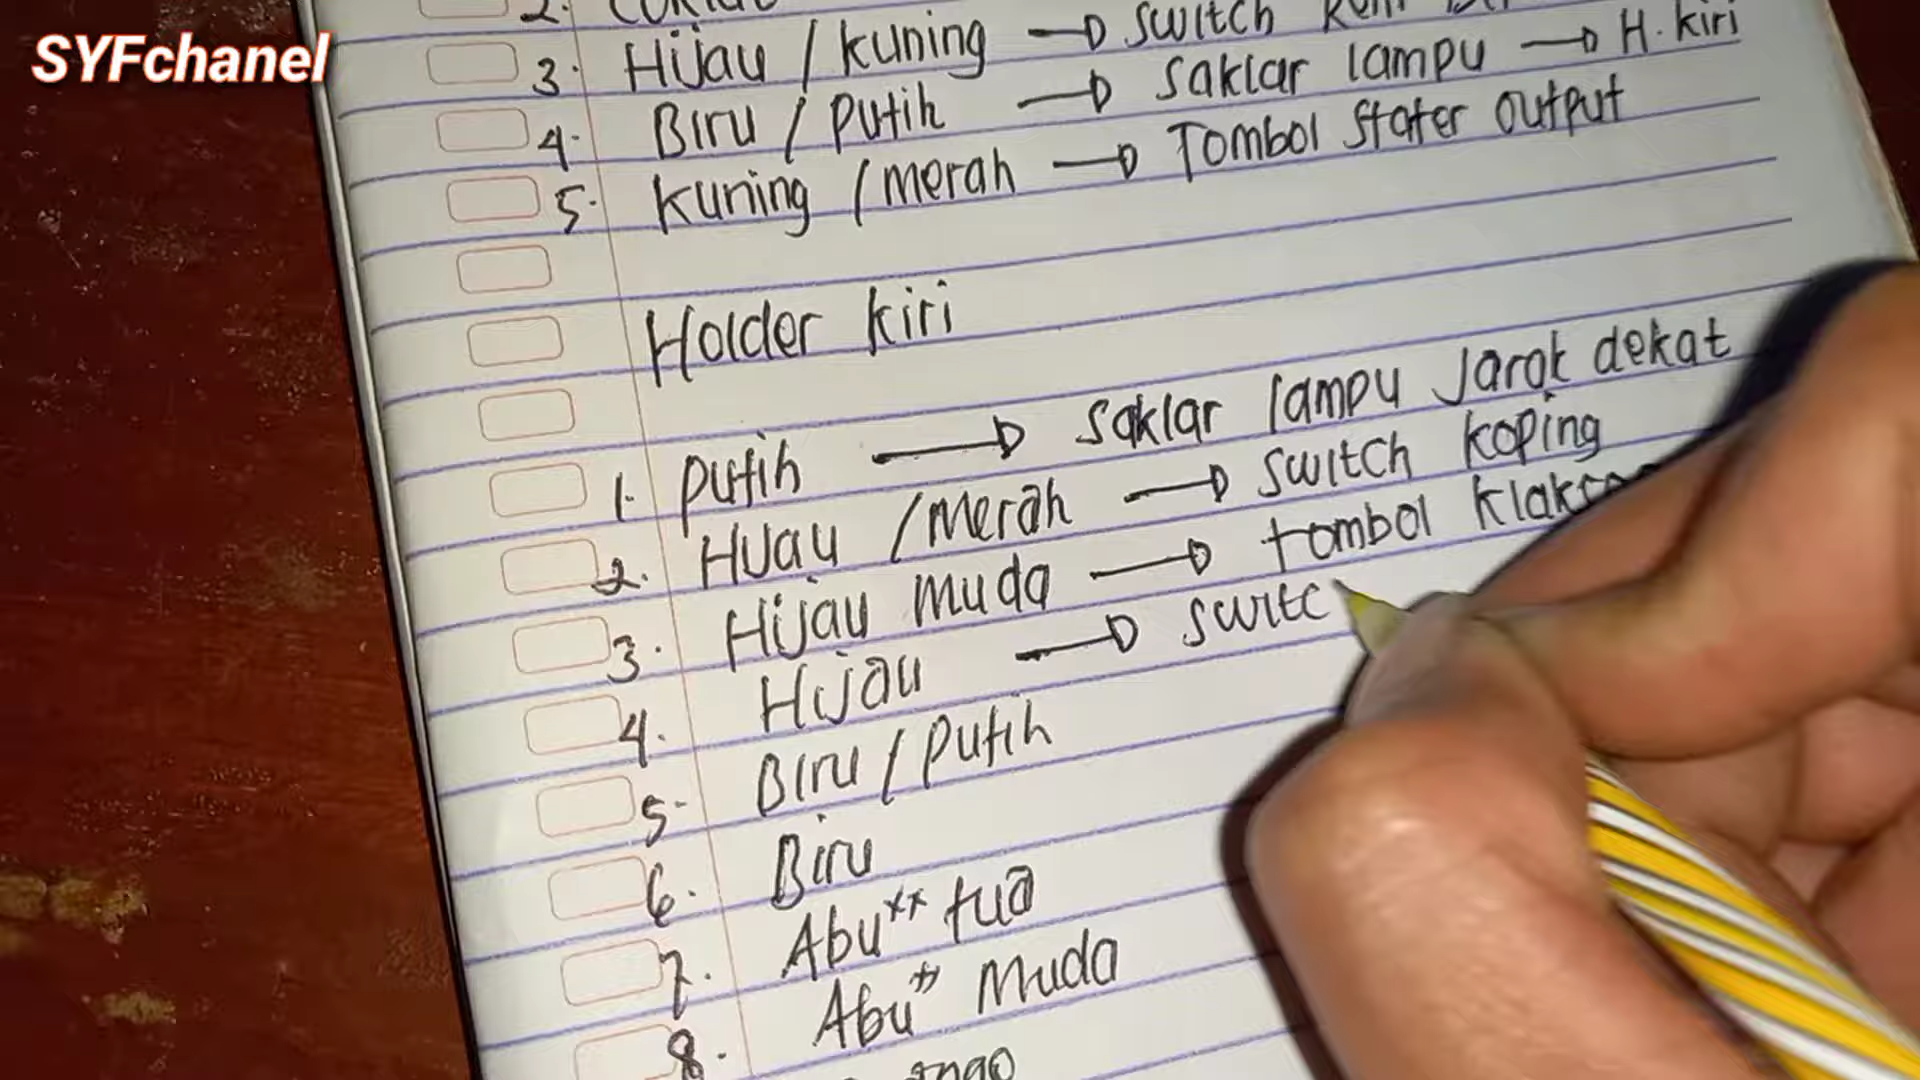 SYFchanel
2.
3. Hijau / kuning → switch
4. Biru / putih → saklar lampu → H. kiri
5. kuning / merah → Tombol stater output
Holder kiri
1. putih → saklar lampu Jarak dekat
2. Hijau / merah → switch koping
3. Hijau muda → tombol
4. Hijau → switc
5. Biru / putih
6. Biru
7. Abu** tua
8. Abu** muda